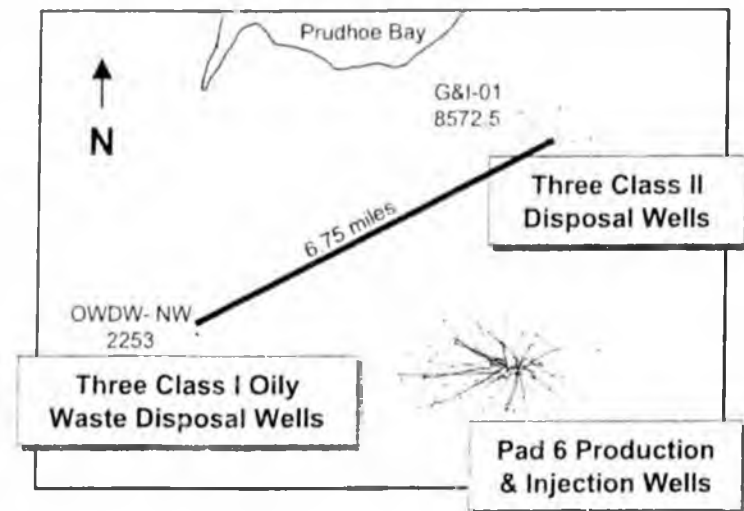 Prudhoe Bay
N
G&I-01
8572.5
Three Class II
Disposal Wells
6.75 miles
OWDW- NW
2253
Three Class I Oily
Waste Disposal Wells
Pad 6 Production
& Injection Wells